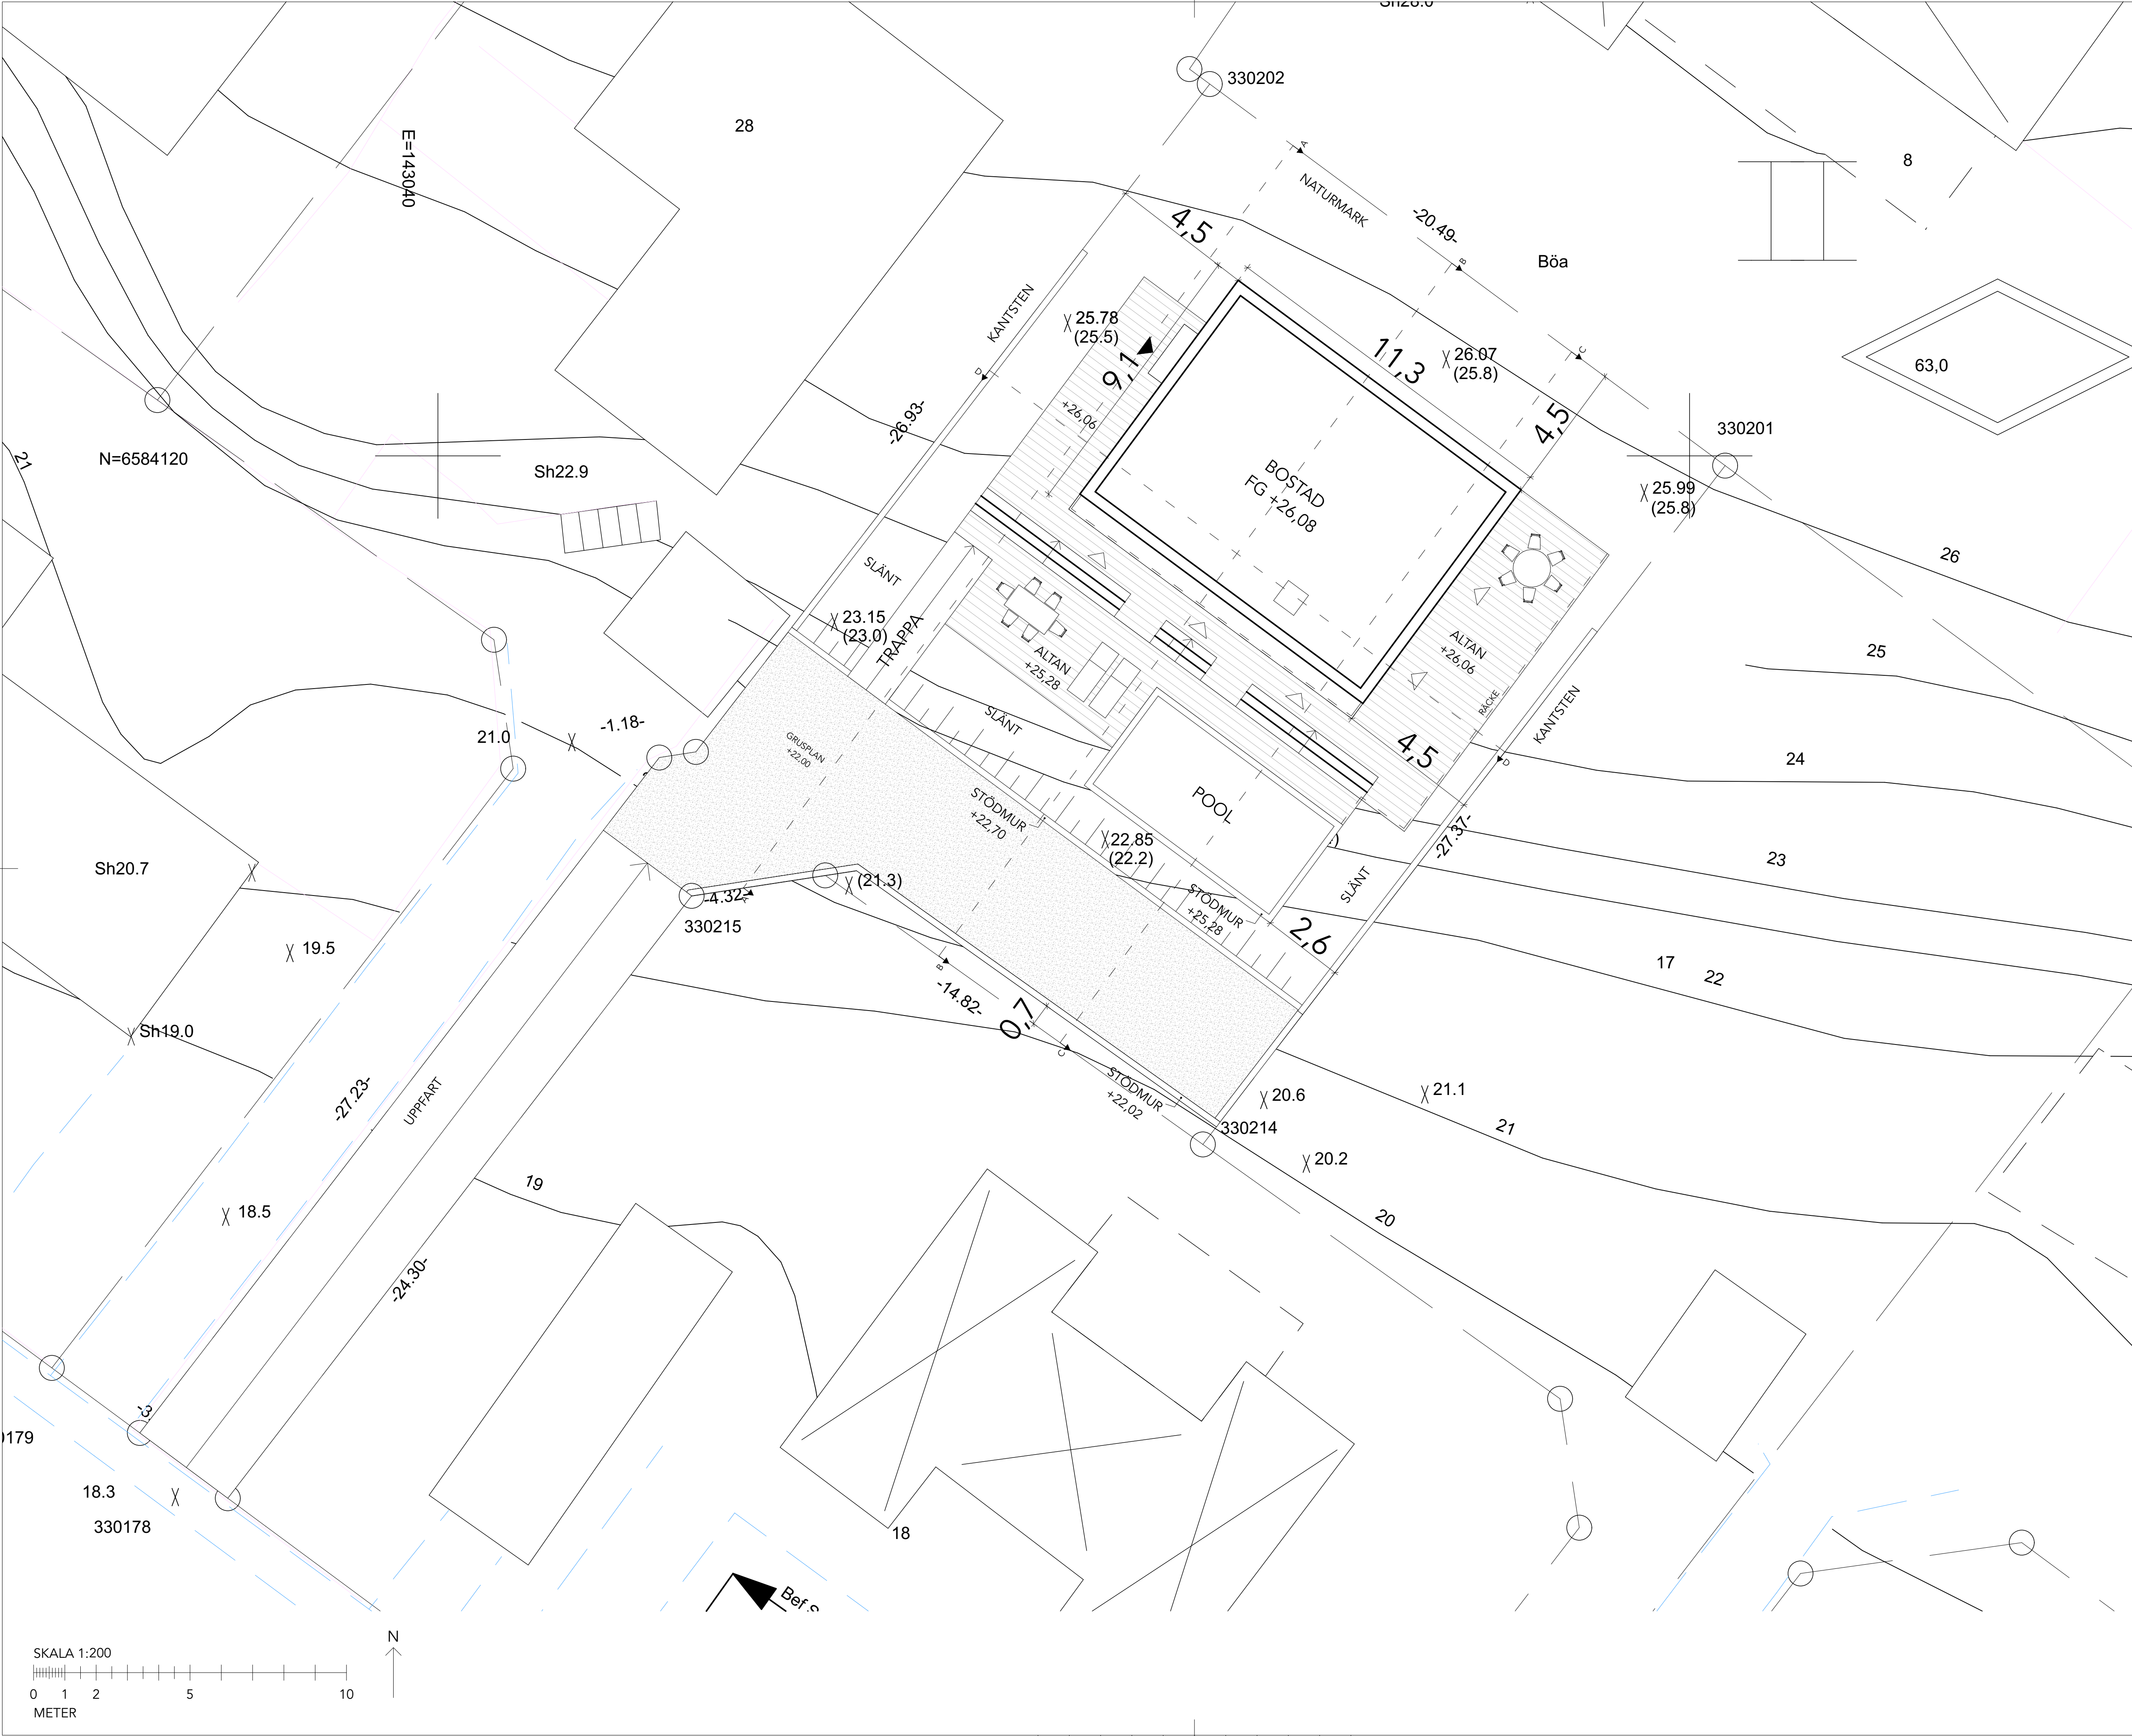 Sh28.0
330202
28
E=143040
NATURMARK
A
-20.49-
B
Böa
8
4,5
KANTSTEN
25.78
(25.5)
9,1
11,3
26.07
(25.8)
C
63,0
D
+26,06
-26.93-
4,5
330201
21
N=6584120
Sh22.9
BOSTAD
FG +26,08
25.99
(25.8)
26
SLÄNT
23.15
(23.0)
TRAPPA
ALTAN
+25,28
ALTAN
+26,06
RÄCKE
KANTSTEN
25
21.0
-1.18-
GRUSPLAN
+22,00
SLÄNT
4,5
D
24
STÖDMUR
+22,70
POOL
22.85
(22.2)
-27.37-
23
Sh20.7
(21.3)
-4.32-
A
330215
STÖDMUR
+25,28
SLÄNT
2,6
19.5
B
-14.82-
0,7
17
22
Sh19.0
C
STÖDMUR
+22,02
20.6
21.1
330214
21
-27.23-
UPPFART
20.2
19
18.5
20
-24.30-
-3
0179
18.3
330178
18
Bef.S
SKALA 1:200
N
0 1 2 5 10
METER